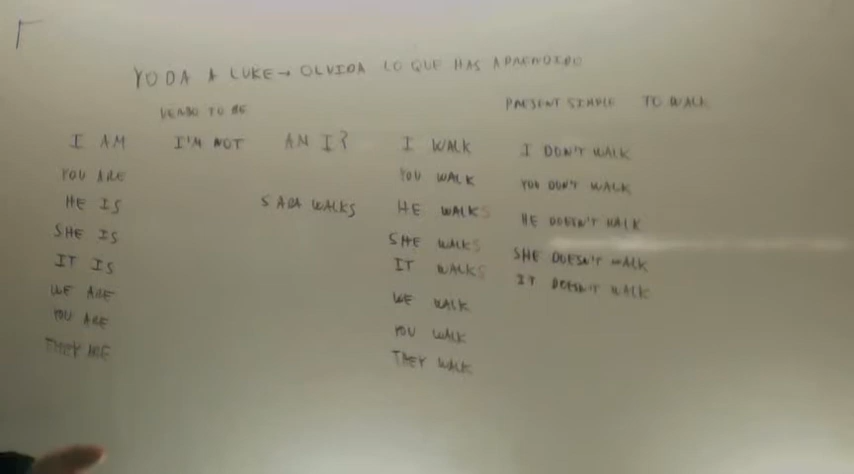 YODA A LUKE → OLVIDA LO QUE HAS APRENDIDO
VERBO TO BE
PRESENT SIMPLE TO WALK
I AM I'M NOT AM I? I WALK I DON'T WALK
YOU ARE YOU WALK YOU DON'T WALK
HE IS SARA WALKS HE WALKS HE DOESN'T WALK
SHE IS SHE WALKS SHE DOESN'T WALK
IT IS IT WALKS IT DOESN'T WALK
WE ARE WE WALK
YOU ARE YOU WALK
THEY ARE THEY WALK